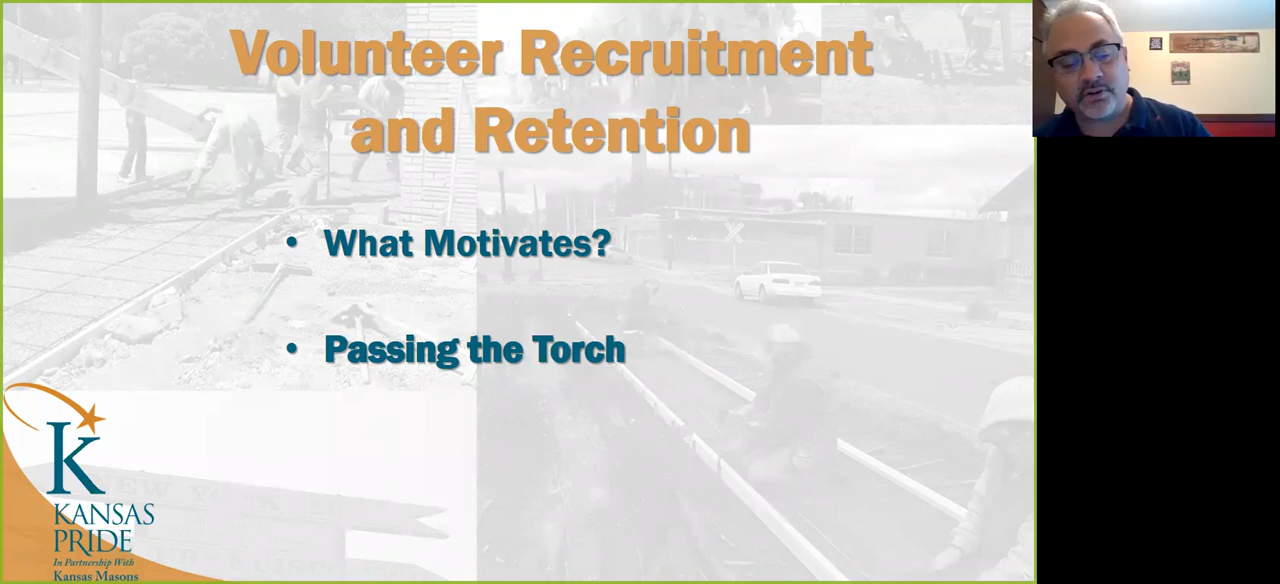 Volunteer Recruitment
and Retention
• What Motivates?
• Passing the Torch
KANSAS
PRIDE
In Partnership With
Kansas Masons